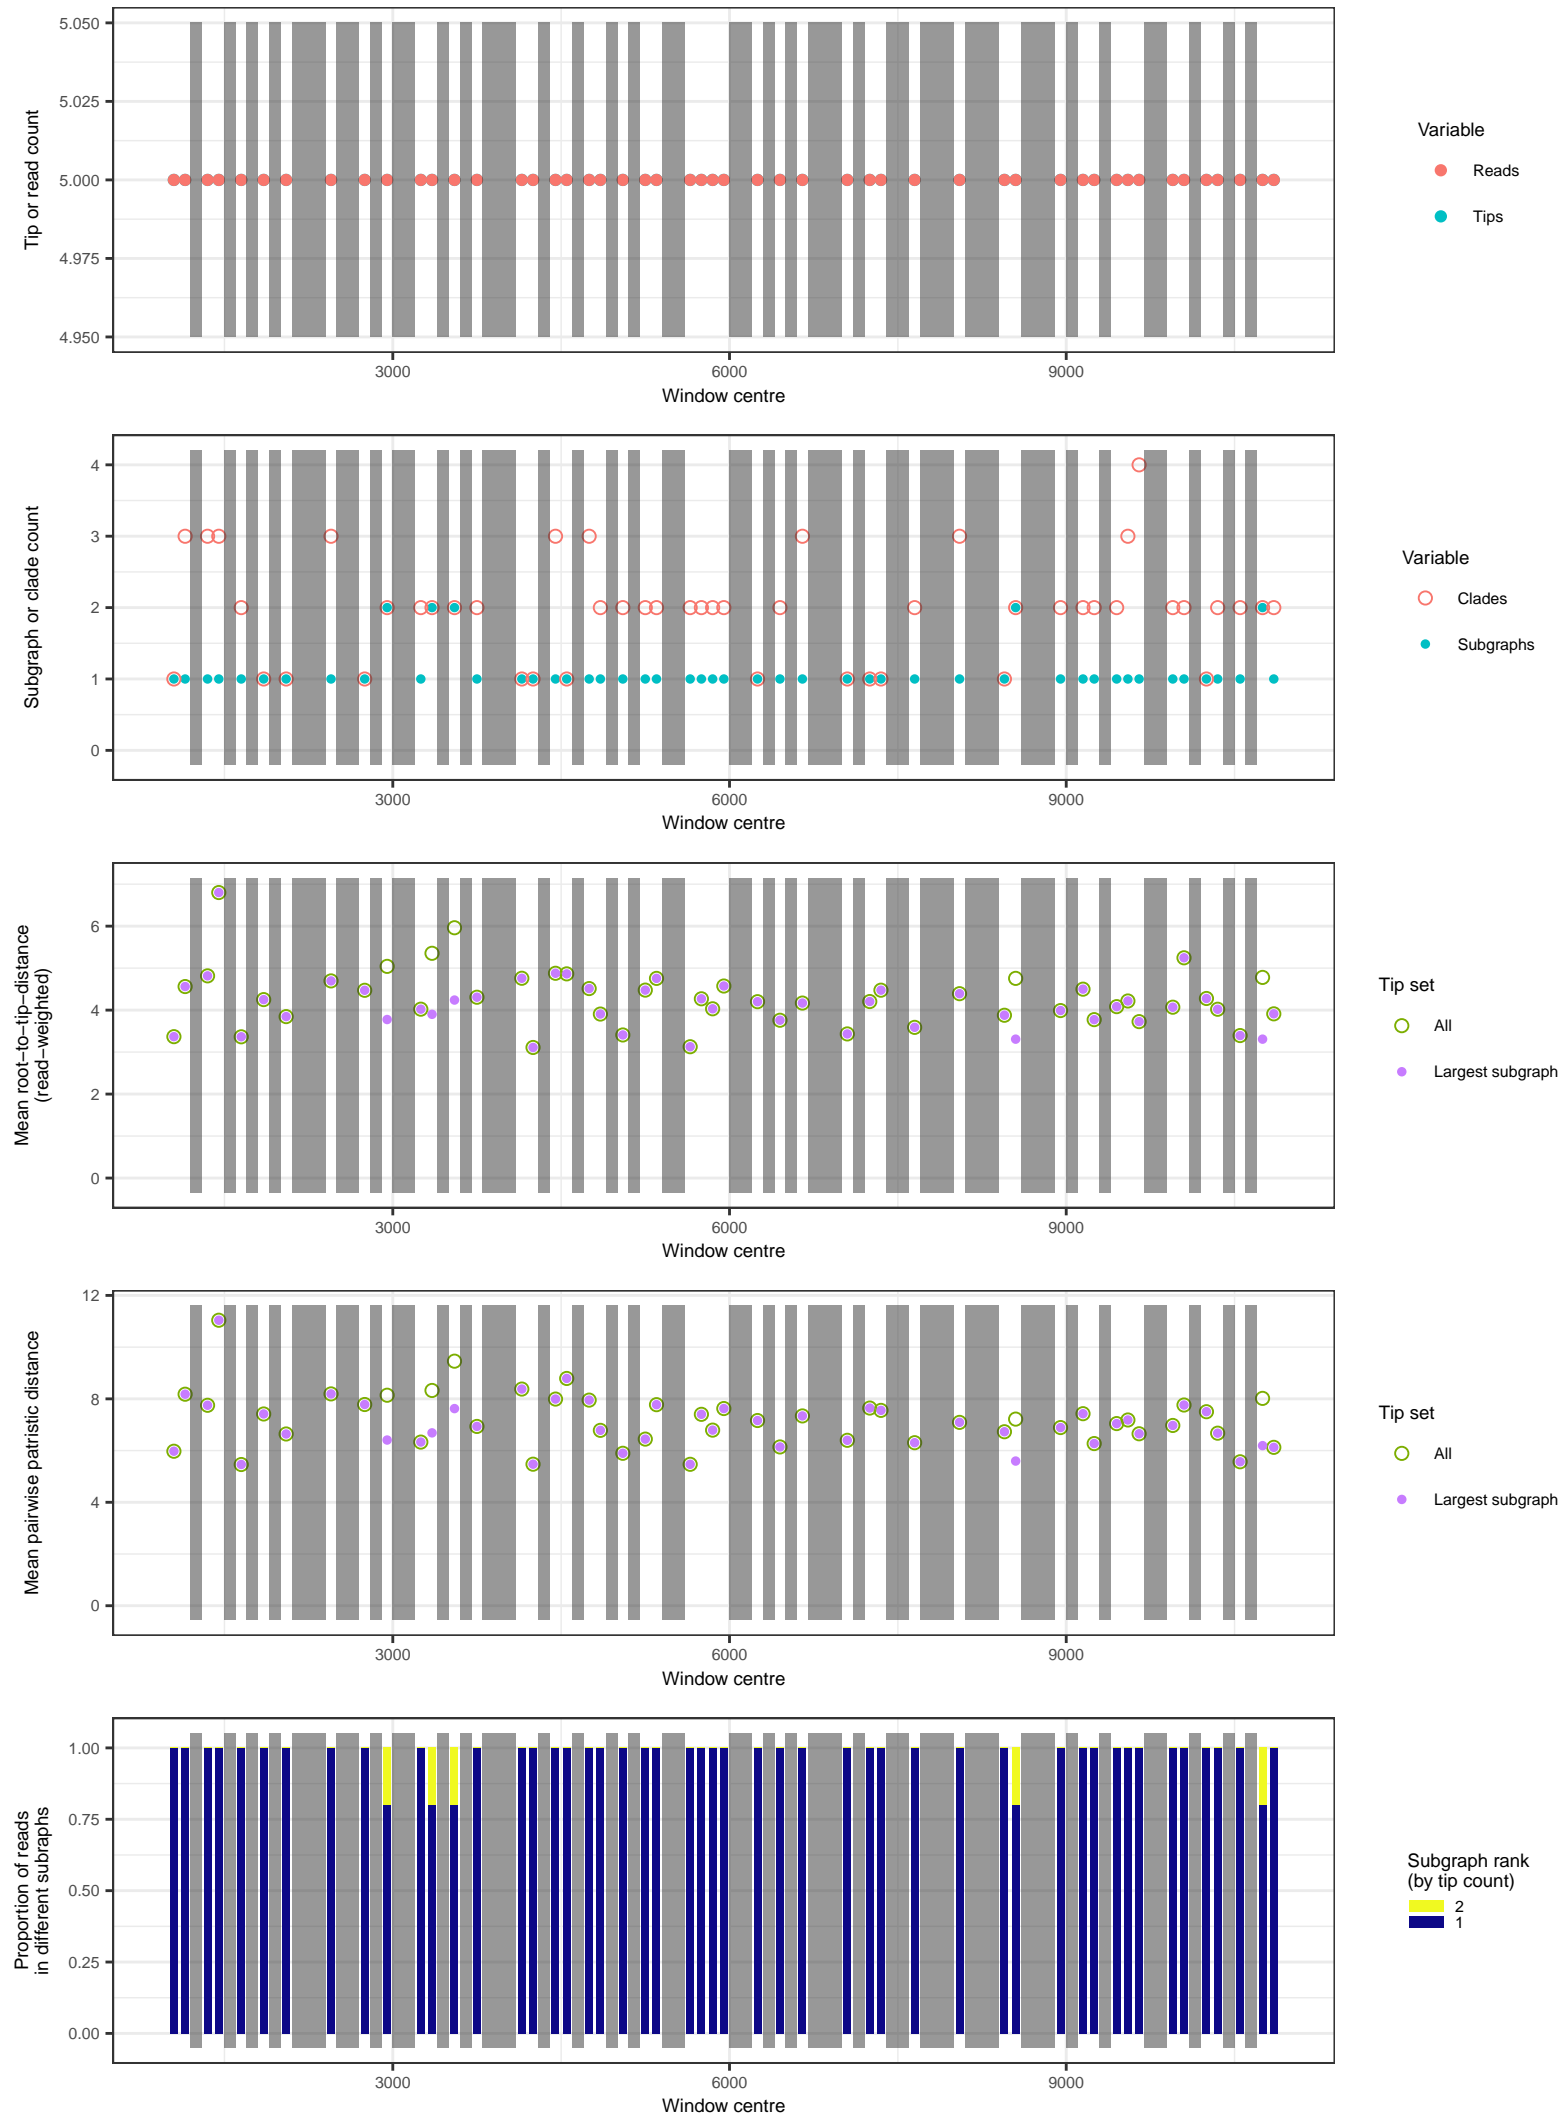 5.050
5.025
5.000
4.975
4.950
Tip or read count
3000
6000
9000
Window centre
Variable
Reads
Tips
4
3
2
1
0
Subgraph or clade count
3000
6000
9000
Window centre
Variable
Clades
Subgraphs
6
4
2
0
Mean root−to−tip−distance
(read−weighted)
3000
6000
9000
Window centre
Tip set
All
Largest subgraph
12
8
4
0
Mean pairwise patristic distance
3000
6000
9000
Window centre
Tip set
All
Largest subgraph
1.00
0.75
0.50
0.25
0.00
Proportion of reads
in different subraphs
3000
6000
9000
Window centre
Subgraph rank
(by tip count)
2
1